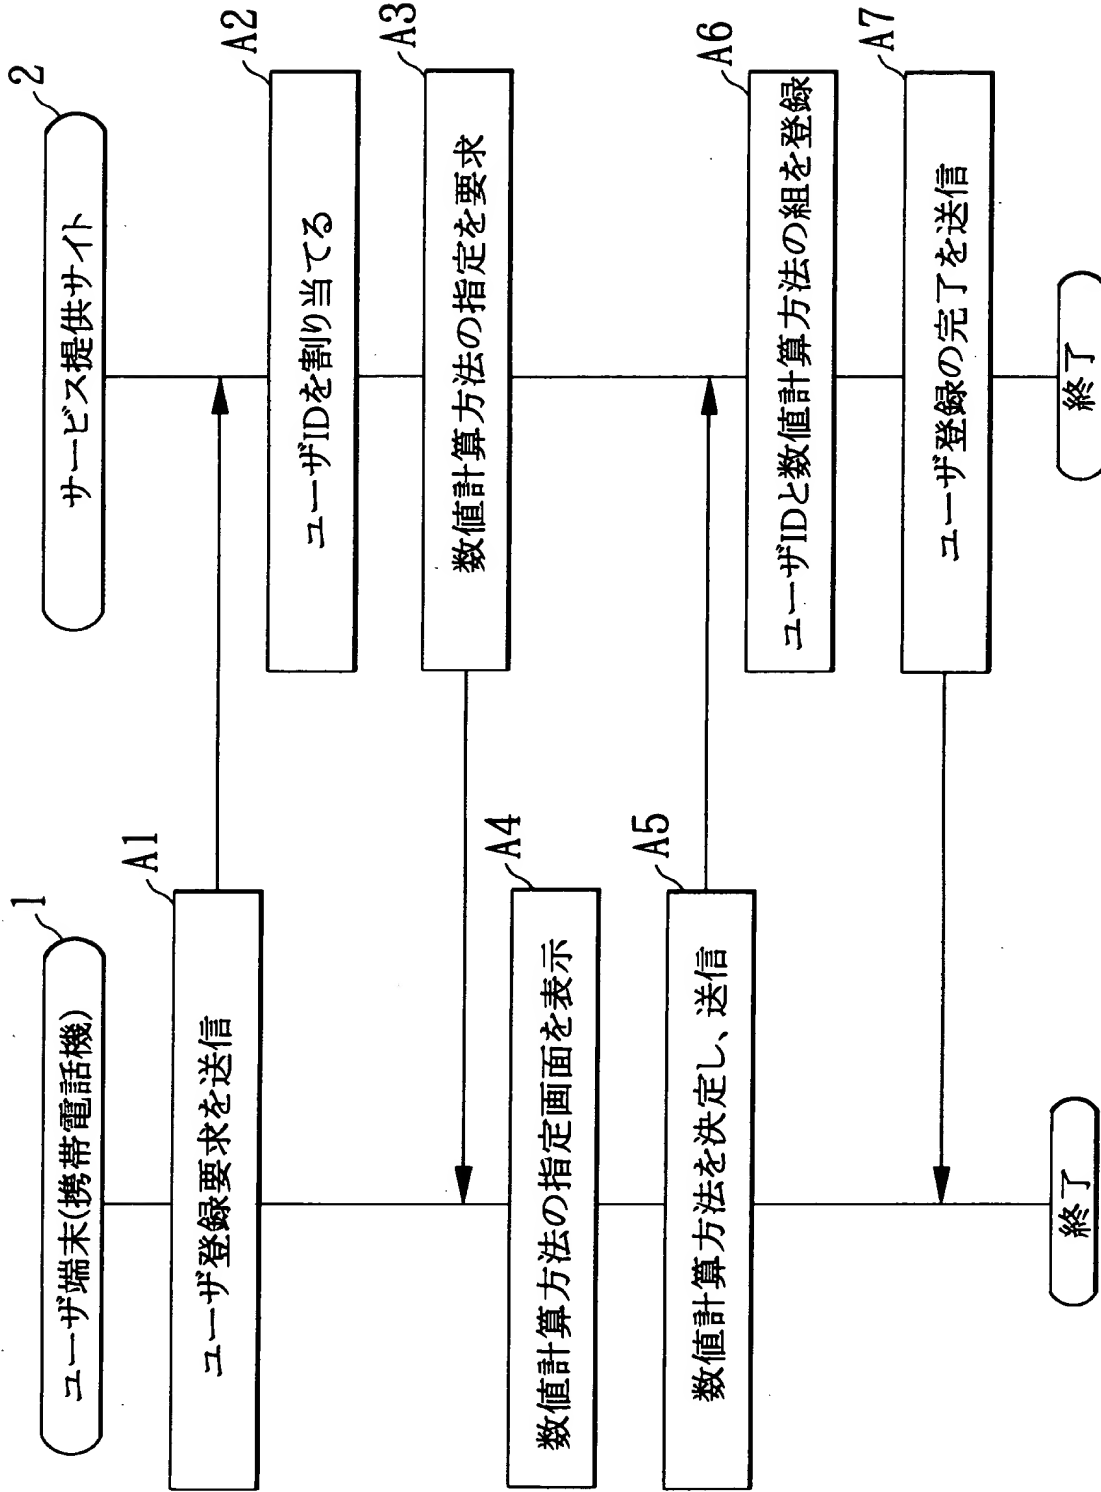 1
ユーザ端末(携帯電話機)
2
サービス提供サイト
A1
ユーザ登録要求を送信
A2
ユーザIDを割り当てる
A3
数値計算方法の指定を要求
A4
数値計算方法の指定画面を表示
A5
数値計算方法を決定し、送信
A6
ユーザIDと数値計算方法の組を登録
A7
ユーザ登録の完了を送信
終了
終了